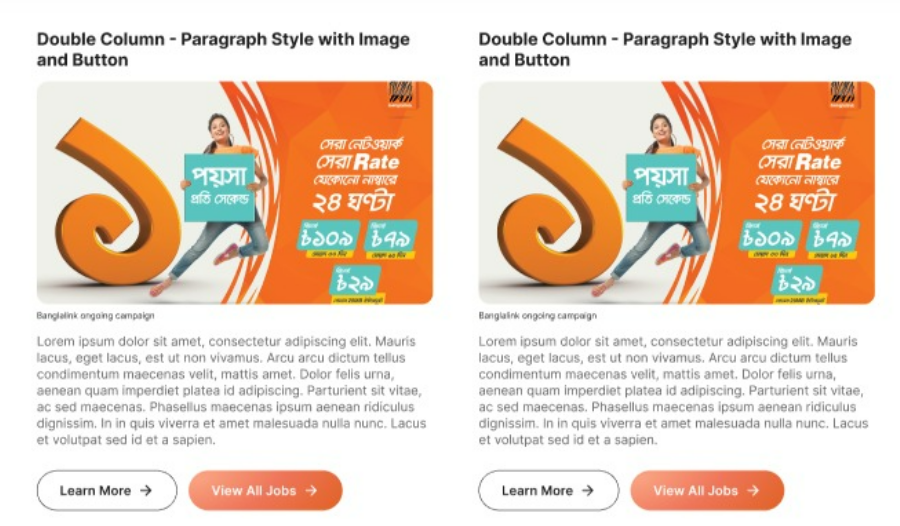 Double Column - Paragraph Style with Image
and Button
banglalink
সেরা নেটওয়ার্ক
সেরা Rate
যেকোনো নাম্বারে
২৪ ঘণ্টা
১
পয়সা
প্রতি সেকেন্ড
৳১০৯
৳৭৯
৳২৯
Banglalink ongoing campaign
Lorem ipsum dolor sit amet, consectetur adipiscing elit. Mauris
lacus, eget lacus, est ut non vivamus. Arcu arcu dictum tellus
condimentum maecenas velit, mattis amet. Dolor felis urna,
aenean quam imperdiet platea id adipiscing. Parturient sit vitae,
ac sed maecenas. Phasellus maecenas ipsum aenean ridiculus
dignissim. In in quis viverra et amet malesuada nulla nunc. Lacus
et volutpat sed id et a sapien.
Learn More →
View All Jobs →
Double Column - Paragraph Style with Image
and Button
banglalink
সেরা নেটওয়ার্ক
সেরা Rate
যেকোনো নাম্বারে
২৪ ঘণ্টা
১
পয়সা
প্রতি সেকেন্ড
৳১০৯
৳৭৯
৳২৯
Banglalink ongoing campaign
Lorem ipsum dolor sit amet, consectetur adipiscing elit. Mauris
lacus, eget lacus, est ut non vivamus. Arcu arcu dictum tellus
condimentum maecenas velit, mattis amet. Dolor felis urna,
aenean quam imperdiet platea id adipiscing. Parturient sit vitae,
ac sed maecenas. Phasellus maecenas ipsum aenean ridiculus
dignissim. In in quis viverra et amet malesuada nulla nunc. Lacus
et volutpat sed id et a sapien.
Learn More →
View All Jobs →